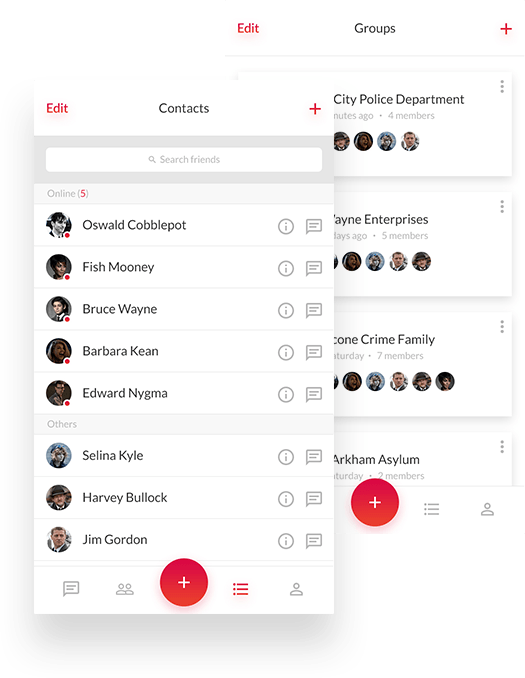 Edit Groups +
City Police Department
nutes ago • 4 members
ayne Enterprises
days ago • 5 members
cone Crime Family
turday • 7 members
Arkham Asylum
turday • 2 members
+
Edit Contacts +
Search friends
Online (5)
Oswald Cobblepot
Fish Mooney
Bruce Wayne
Barbara Kean
Edward Nygma
Others
Selina Kyle
Harvey Bullock
Jim Gordon
+